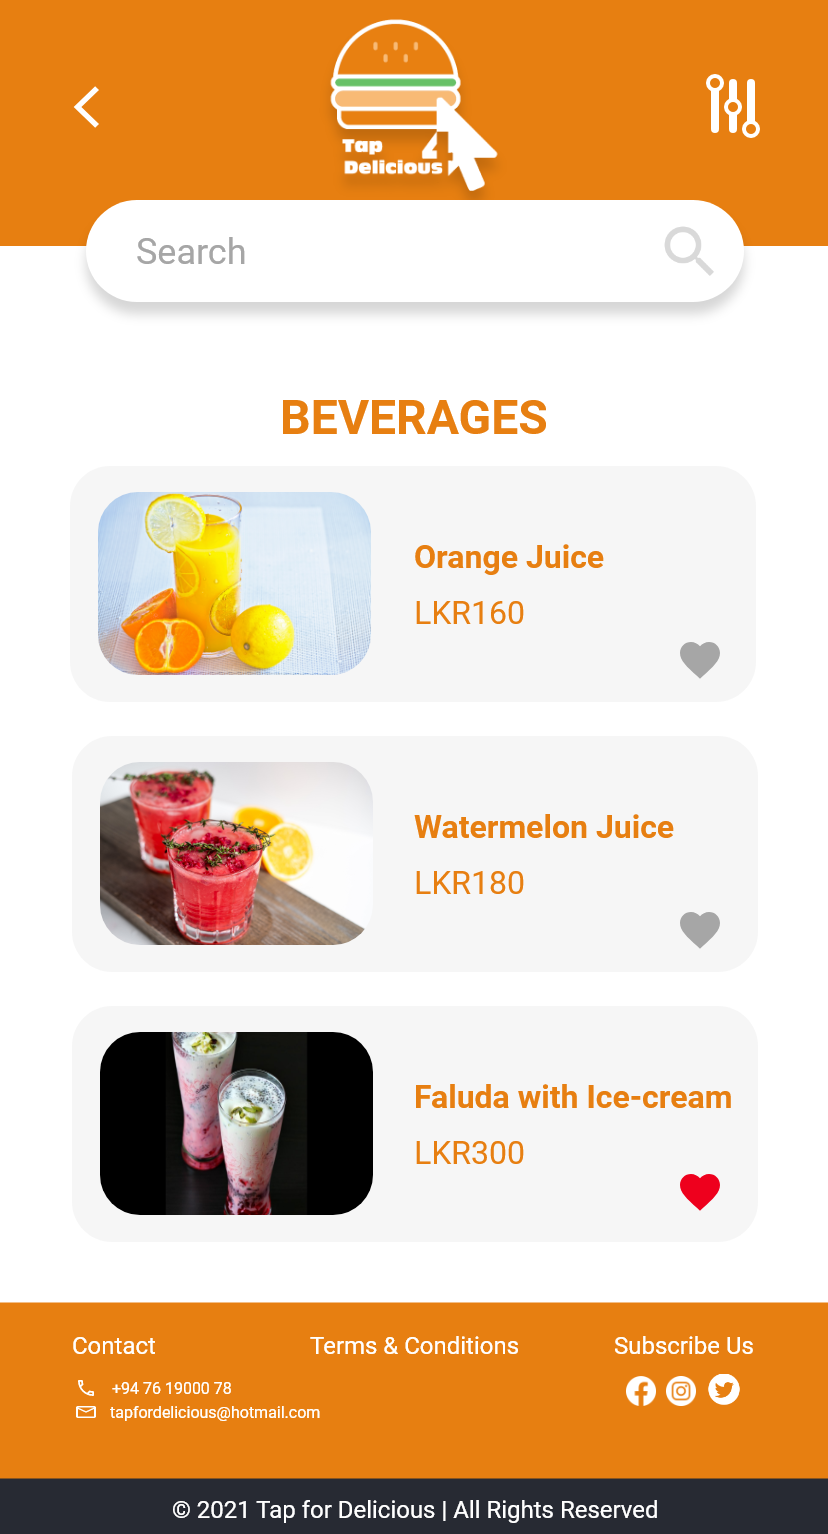 Tap 4
Delicious
Search
BEVERAGES
Orange Juice
LKR160
Watermelon Juice
LKR180
Faluda with Ice-cream
LKR300
Contact
Terms & Conditions
Subscribe Us
+94 76 19000 78
tapfordelicious@hotmail.com
© 2021 Tap for Delicious | All Rights Reserved